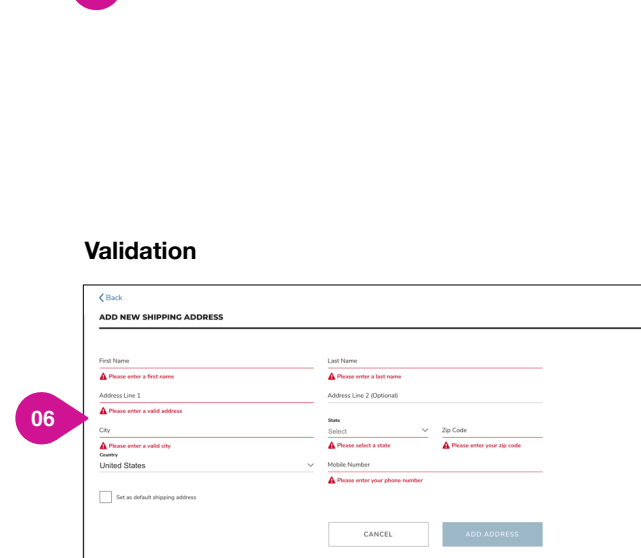 Validation
Back
ADD NEW SHIPPING ADDRESS
First Name
Last Name
Please enter a first name
Please enter a last name
Address Line 1
Address Line 2 (Optional)
Please enter a valid address
06
City
State
Select
Zip Code
Please enter a valid city
Please select a state
Please enter your zip code
Country
United States
Mobile Number
Please enter your phone number
Set as default shipping address
CANCEL
ADD ADDRESS